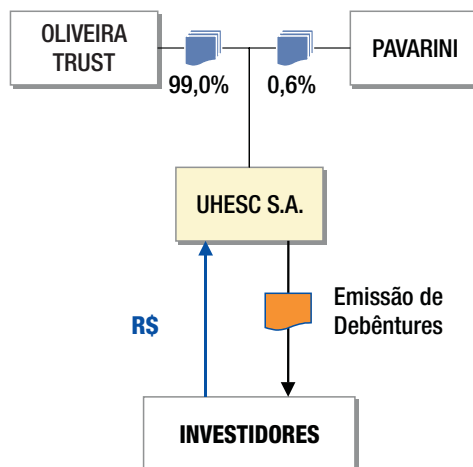 OLIVEIRA
TRUST
PAVARINI
99,0%
0,6%
UHESC S.A.
R$
Emissão de
Debêntures
INVESTIDORES